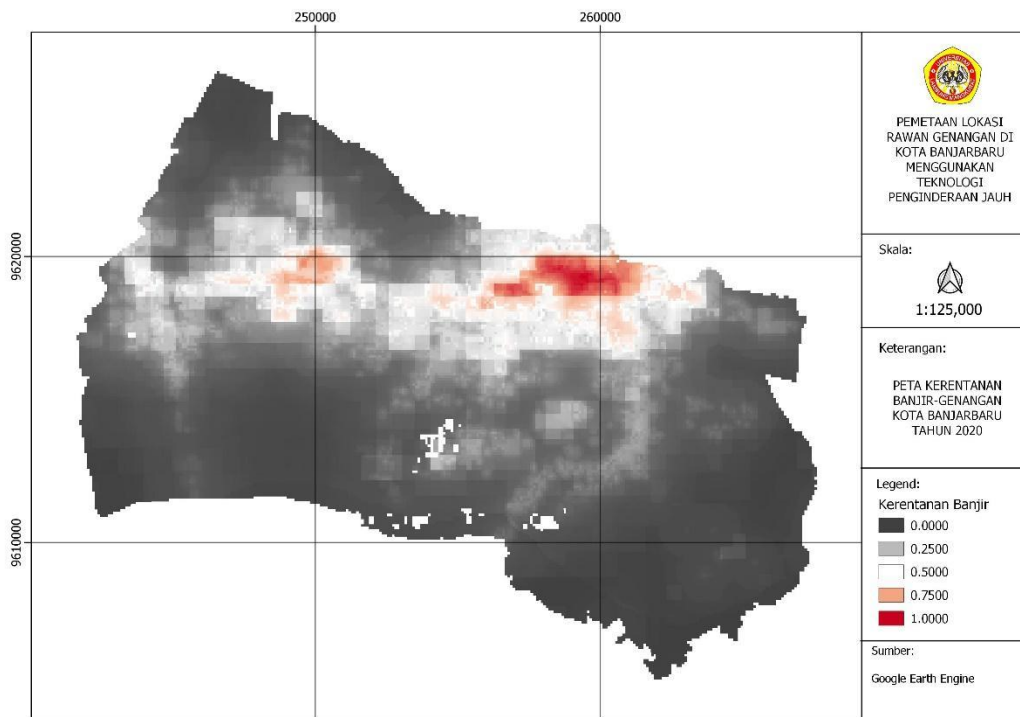 250000
260000
9620000
9610000
PEMETAAN LOKASI
RAWAN GENANGAN DI
KOTA BANJARBARU
MENGGUNAKAN
TEKNOLOGI
PENGINDERAAN JAUH
Skala:
1:125,000
Keterangan:
PETA KERENTANAN
BANJIR-GENANGAN
KOTA BANJARBARU
TAHUN 2020
Legend:
Kerentanan Banjir
0.0000
0.2500
0.5000
0.7500
1.0000
Sumber:
Google Earth Engine